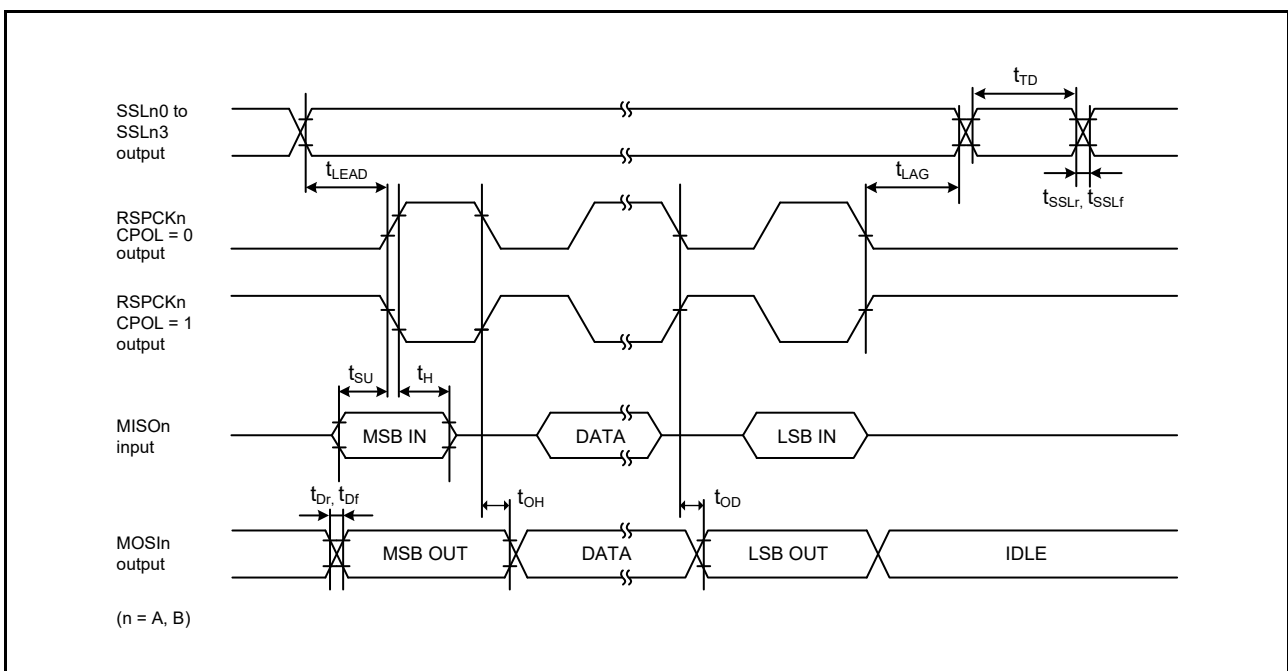 tTD
SSLn0 to
SSLn3
output
tLEAD
tLAG
tSSLr, tSSLf
RSPCKn
CPOL = 0
output
RSPCKn
CPOL = 1
output
tSU
tH
MISOn
input
MSB IN
DATA
LSB IN
tDr, tDf
tOH
tOD
MOSIn
output
MSB OUT
DATA
LSB OUT
IDLE
(n = A, B)